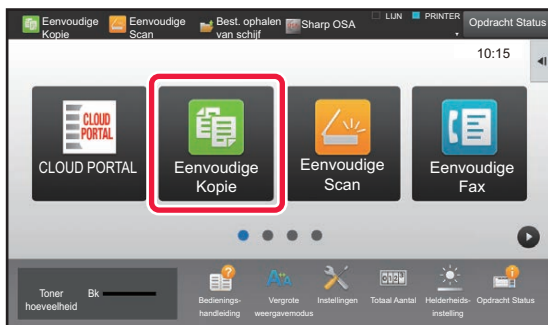 Eenvoudige
Kopie
Eenvoudige
Scan
Best. ophalen
van schijf
Sharp OSA
LIJN
PRINTER
Opdracht Status
10:15
CLOUD
PORTAL
CLOUD PORTAL
Eenvoudige
Kopie
Eenvoudige
Scan
Eenvoudige
Fax
Toner
hoeveelheid
Bk
Bedienings-
handleiding
Vergrote
weergavemodus
Instellingen
Totaal Aantal
Helderheids-
instelling
Opdracht Status